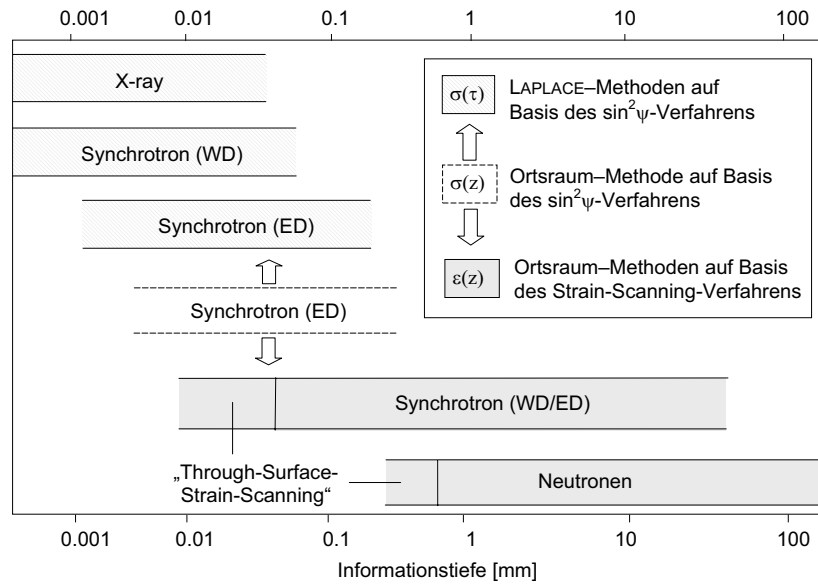 0.001 0.01 0.1 1 10 100
X-ray
Synchrotron (WD)
Synchrotron (ED)
Synchrotron (ED)
Synchrotron (WD/ED)
„Through-Surface-
Strain-Scanning“
Neutronen
σ(τ)
LAPLACE–Methoden auf
Basis des sin²ψ-Verfahrens
σ(z)
Ortsraum–Methode auf Basis
des sin²ψ-Verfahrens
ε(z)
Ortsraum–Methoden auf Basis
des Strain-Scanning-Verfahrens
0.001 0.01 0.1 1 10 100
Informationstiefe [mm]